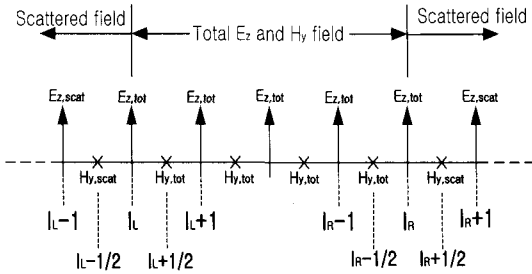 Scattered field Total Ez and Hy field Scattered field
Ez,scat Ez,tot Ez,tot Ez,tot Ez,tot Ez,tot Ez,scat
Hy,scat Hy,tot Hy,tot Hy,tot Hy,tot Hy,scat
IL-1 IL IL+1 IR-1 IR IR+1
IL-1/2 IL+1/2 IR-1/2 IR+1/2